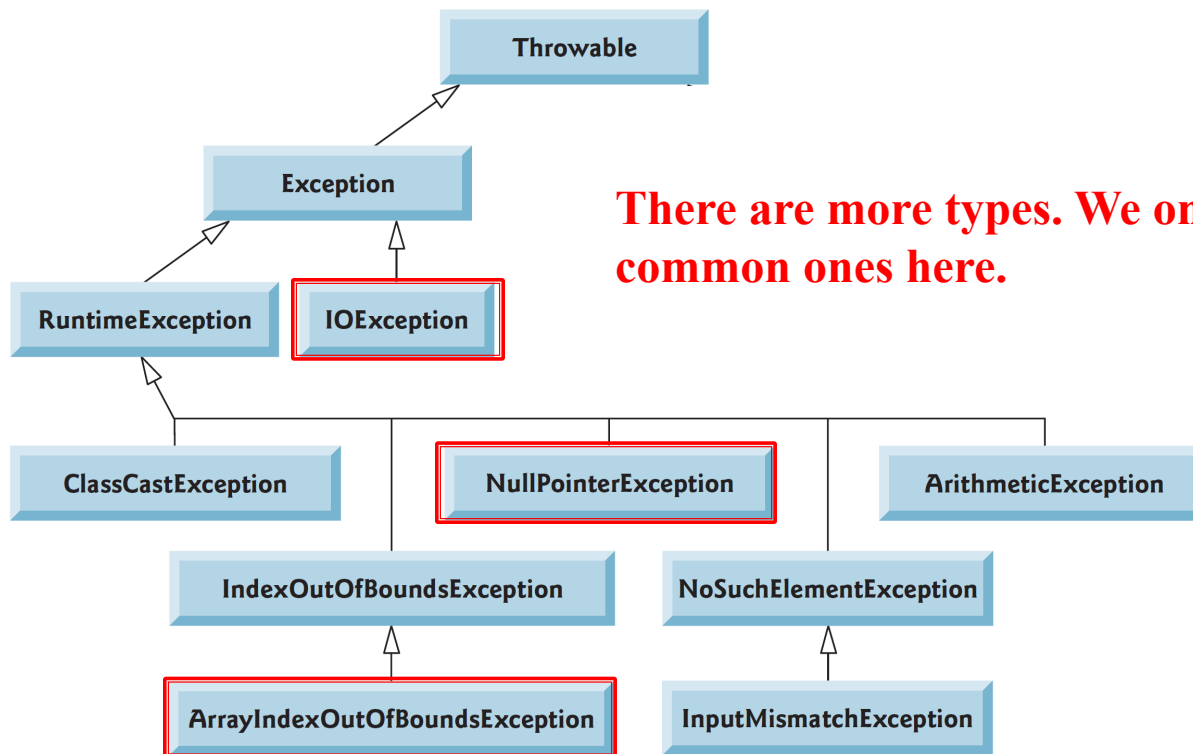 Throwable
Exception
There are more types. We
common ones here.
RuntimeException
IOException
ClassCastException
NullPointerException
ArithmeticException
IndexOutOfBoundsException
NoSuchElementException
ArrayIndexOutOfBoundsException
InputMismatchException